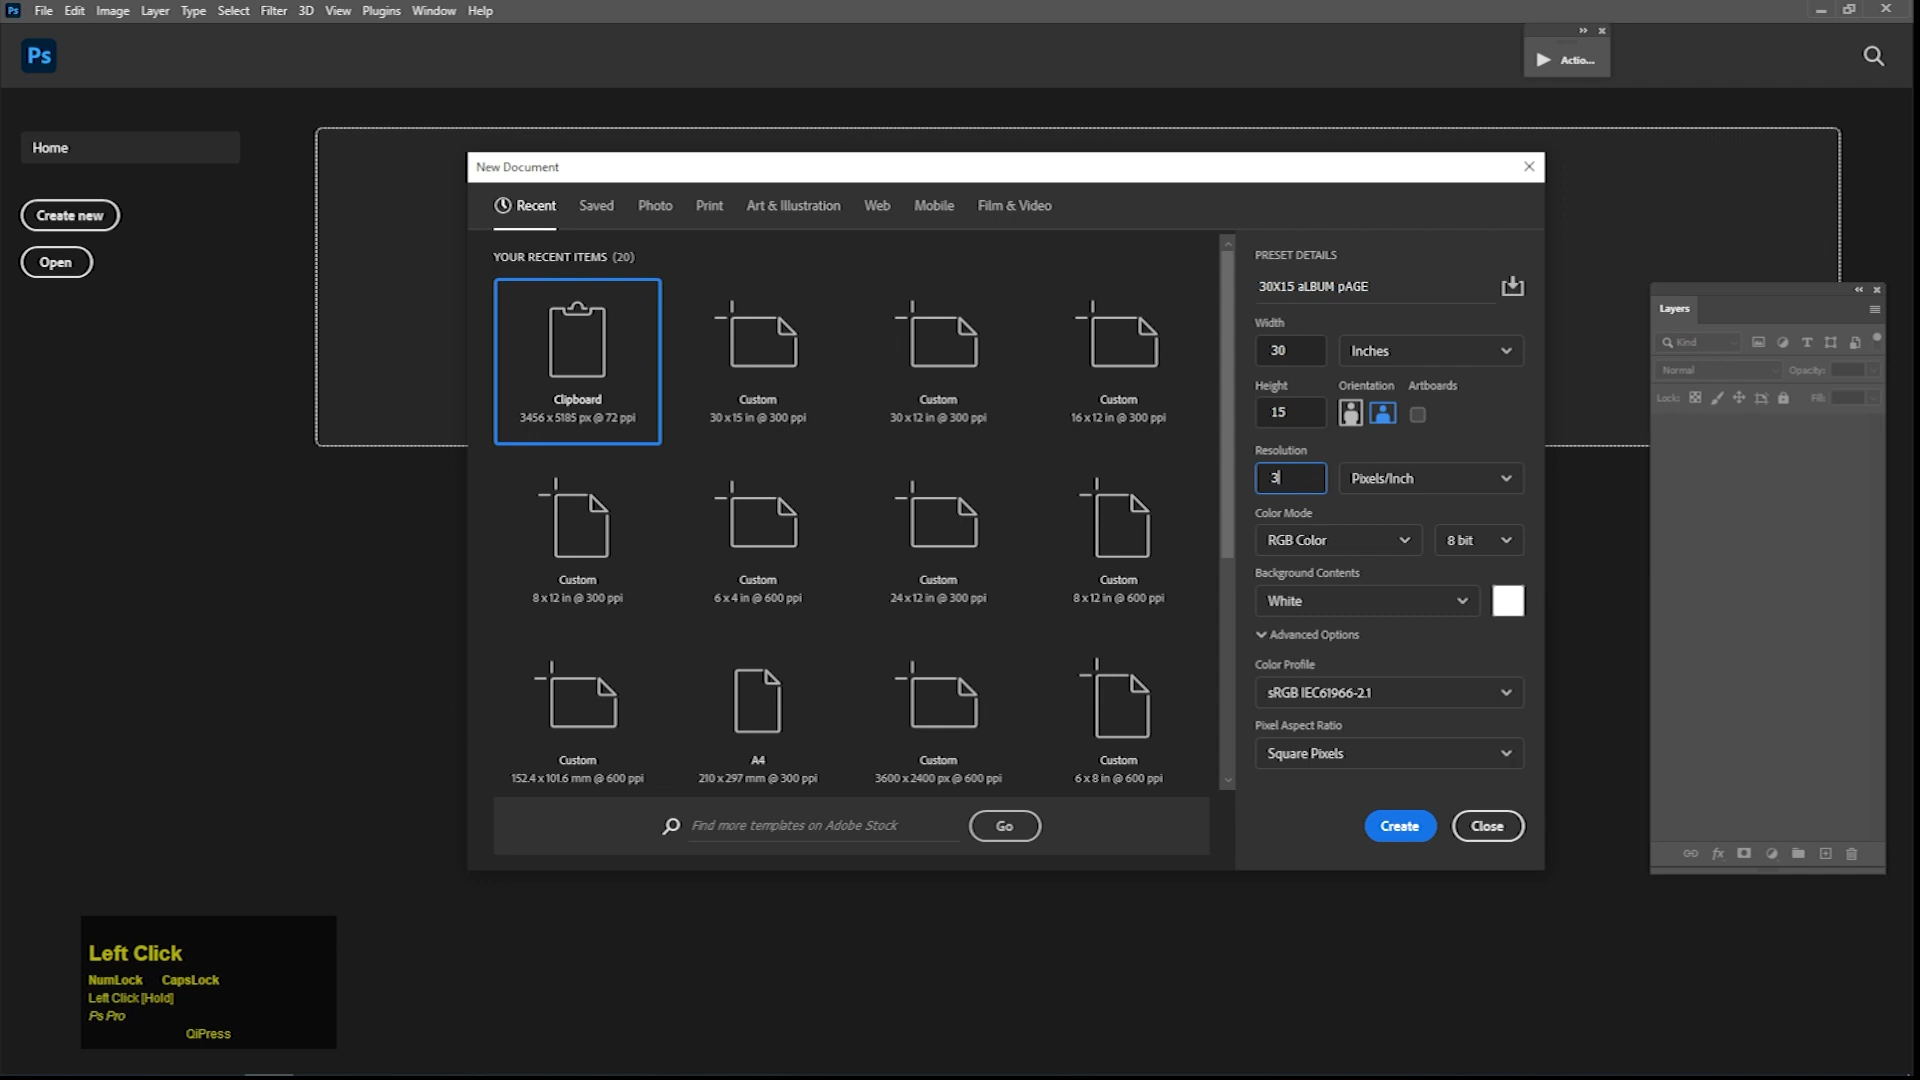 Ps File Edit Image Layer Type Select Filter 3D View Plugins Window Help
Ps
Actio...
Home
Create new
Open
New Document
Recent Saved Photo Print Art & Illustration Web Mobile Film & Video
YOUR RECENT ITEMS (20)
Clipboard
3456 x 5185 px @ 72 ppi
Custom
30 x 15 in @ 300 ppi
Custom
30 x 12 in @ 300 ppi
Custom
16 x 12 in @ 300 ppi
Custom
8 x 12 in @ 300 ppi
Custom
6 x 4 in @ 600 ppi
Custom
24 x 12 in @ 300 ppi
Custom
8 x 12 in @ 600 ppi
Custom
152.4 x 101.6 mm @ 600 ppi
A4
210 x 297 mm @ 300 ppi
Custom
3600 x 2400 px @ 600 ppi
Custom
6 x 8 in @ 600 ppi
Find more templates on Adobe Stock
Go
PRESET DETAILS
30X15 aLBUM pAGE
Width
30 Inches
Height Orientation Artboards
15
Resolution
3 Pixels/Inch
Color Mode
RGB Color 8 bit
Background Contents
White
Advanced Options
Color Profile
sRGB IEC61966-2.1
Pixel Aspect Ratio
Square Pixels
Create Close
Layers
Kind
Normal Opacity:
Lock: Fill:
Left Click
NumLock CapsLock
Left Click [Hold]
Ps Pro
QiPress